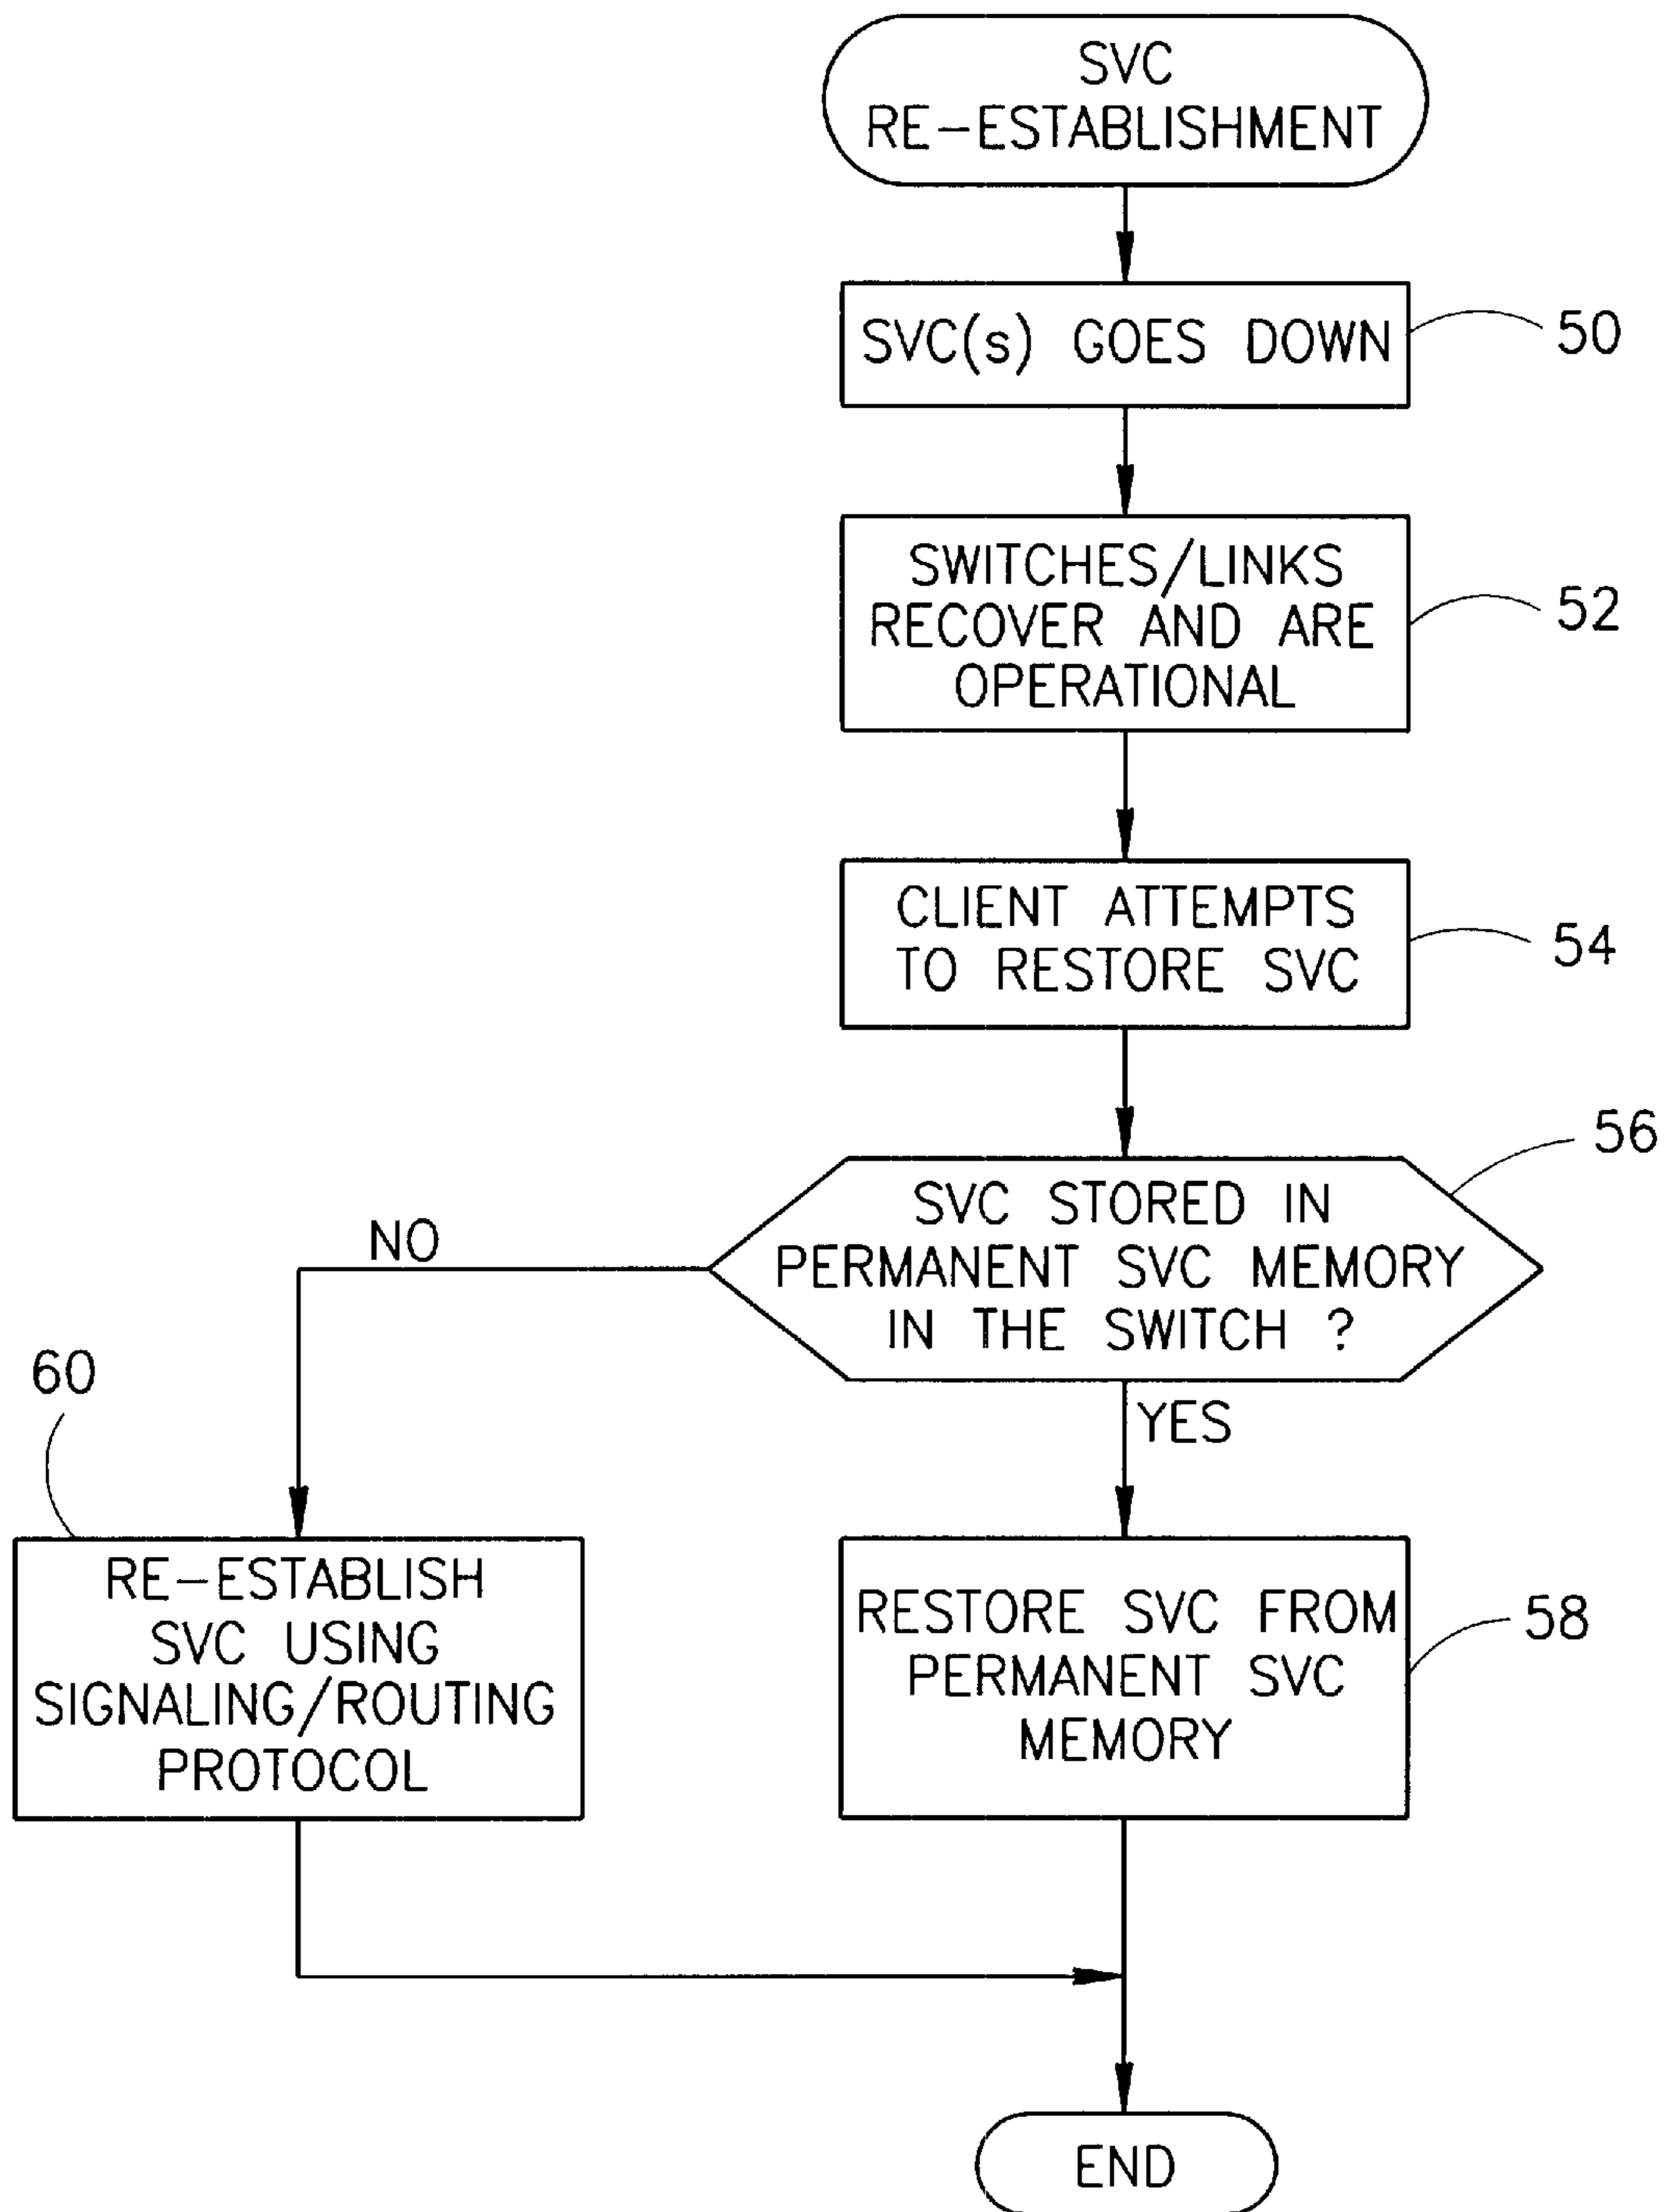 SVC
RE-ESTABLISHMENT
SVC(s) GOES DOWN
50
SWITCHES/LINKS
RECOVER AND ARE
OPERATIONAL
52
CLIENT ATTEMPTS
TO RESTORE SVC
54
56
SVC STORED IN
PERMANENT SVC MEMORY
IN THE SWITCH ?
NO
YES
60
RE-ESTABLISH
SVC USING
SIGNALING/ROUTING
PROTOCOL
RESTORE SVC FROM
PERMANENT SVC
MEMORY
58
END